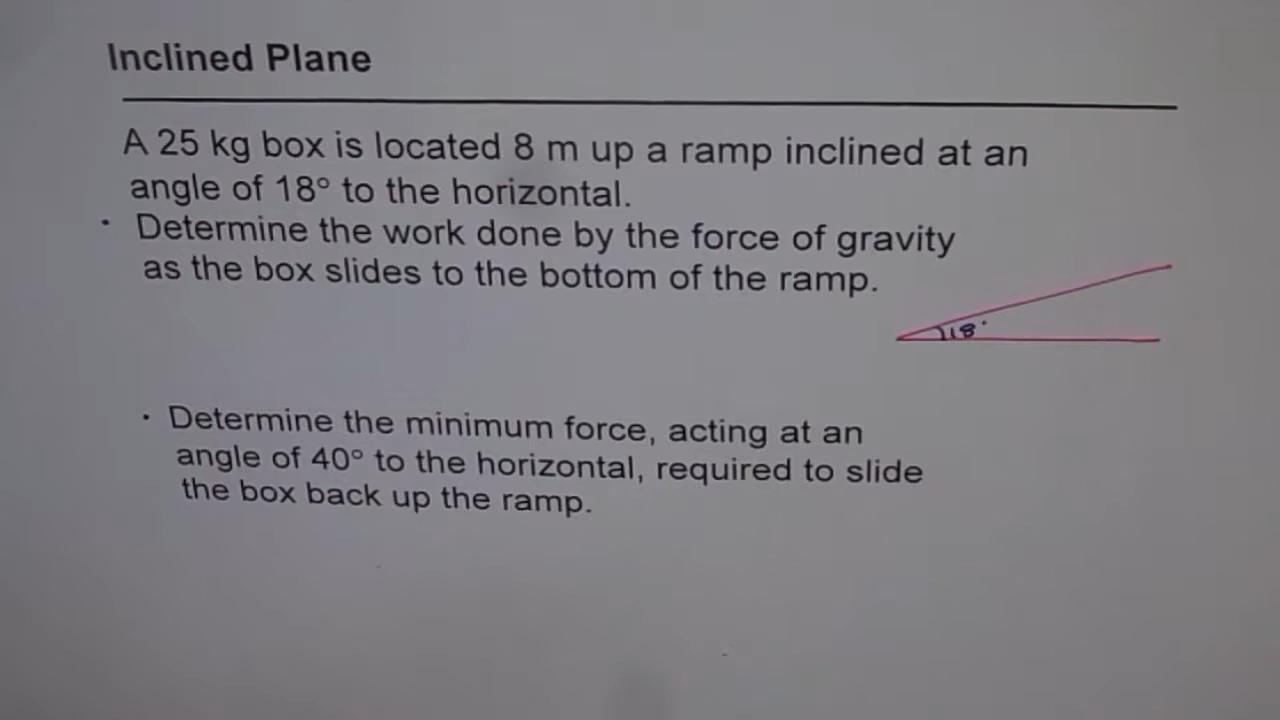 Inclined Plane
A 25 kg box is located 8 m up a ramp inclined at an
angle of 18° to the horizontal.
· Determine the work done by the force of gravity
as the box slides to the bottom of the ramp.
18°
· Determine the minimum force, acting at an
angle of 40° to the horizontal, required to slide
the box back up the ramp.